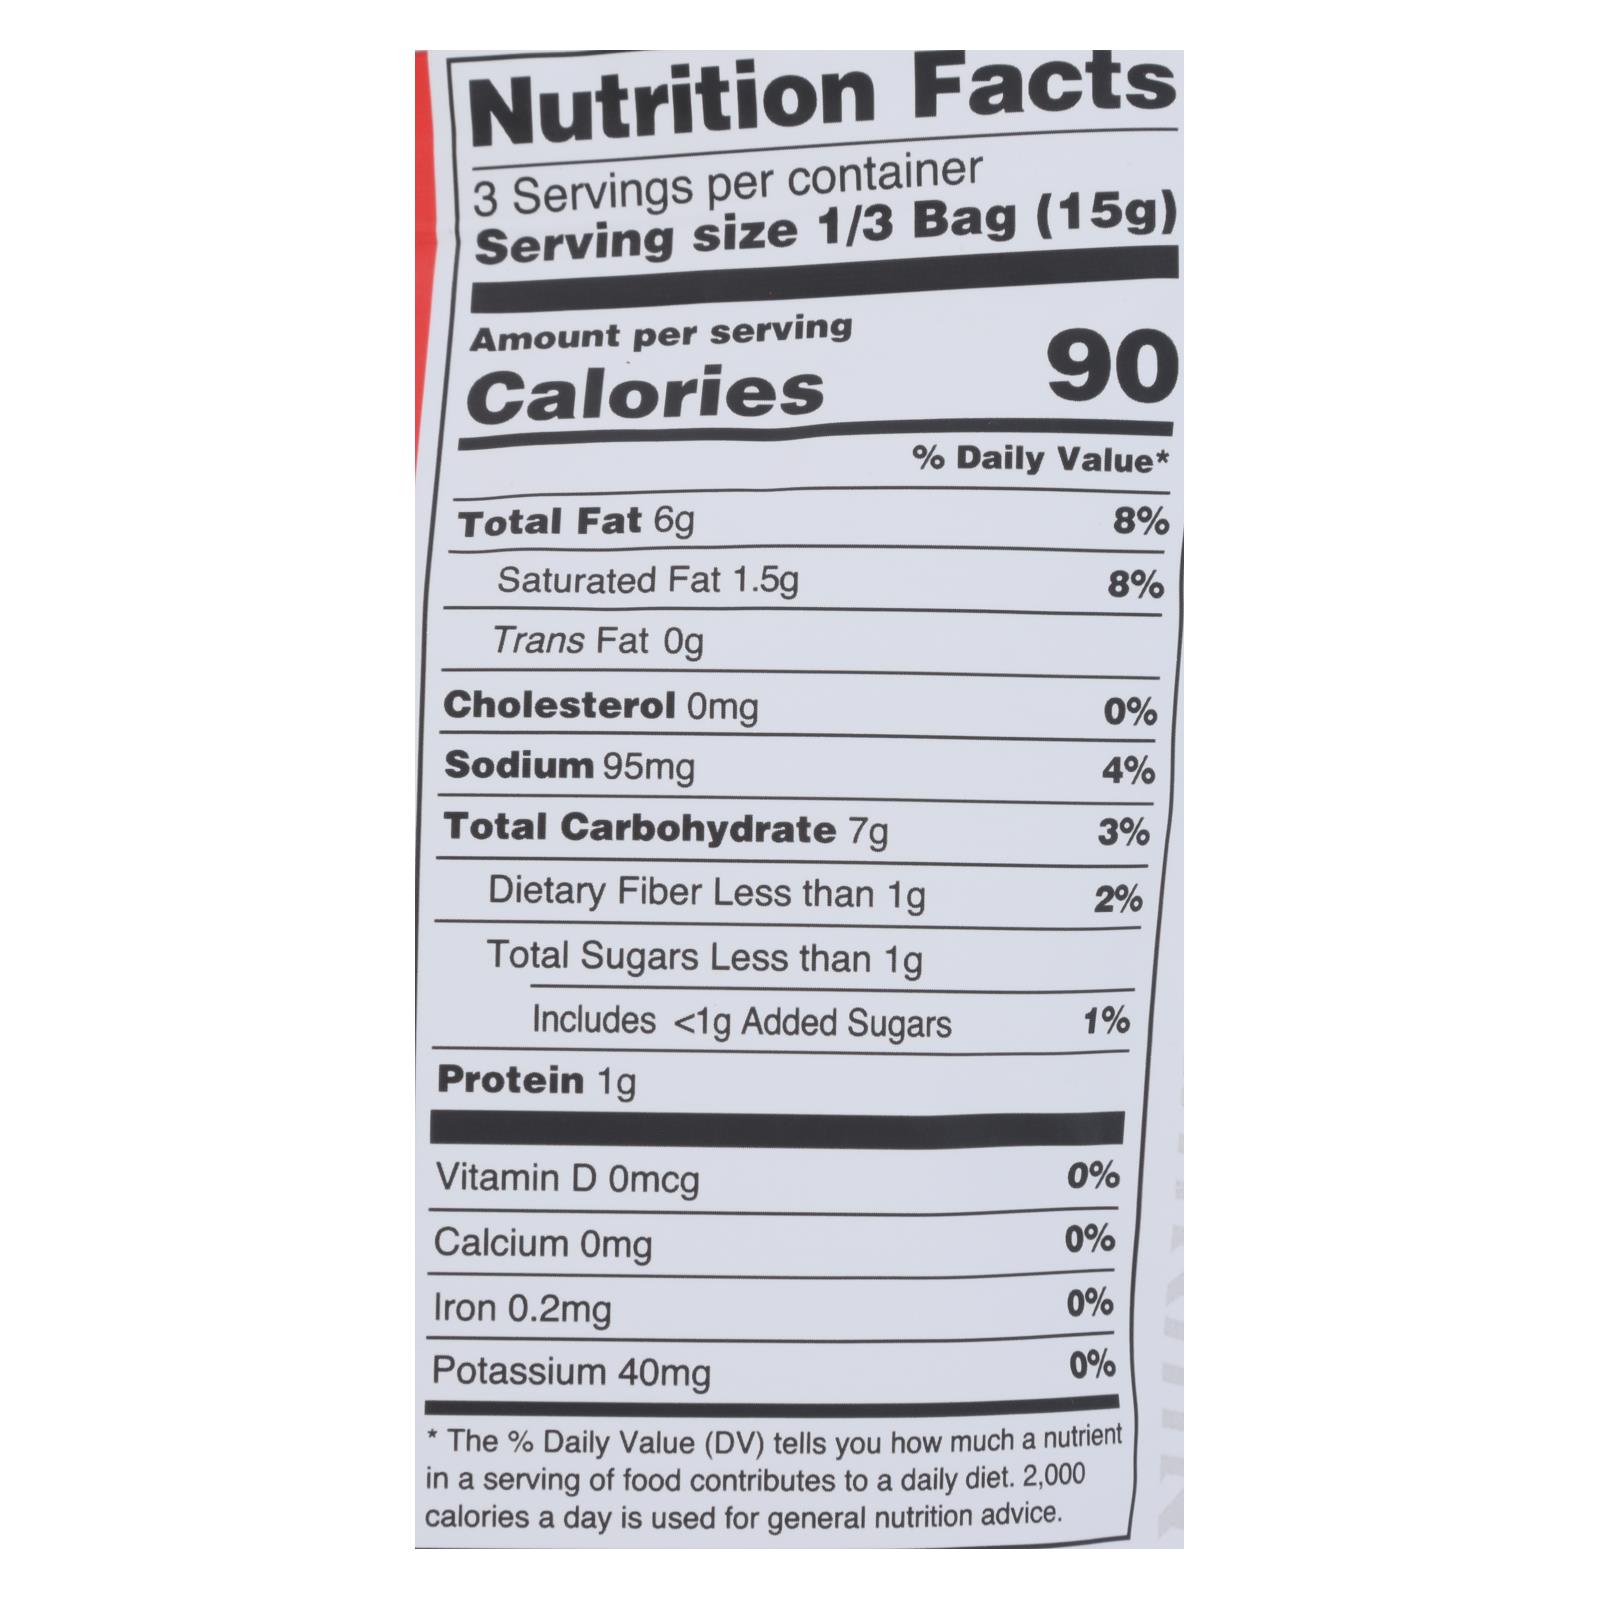 Nutrition Facts
3 Servings per container
Serving size 1/3 Bag (15g)
Amount per serving
Calories 90
% Daily Value*
Total Fat 6g 8%
Saturated Fat 1.5g 8%
Trans Fat 0g
Cholesterol 0mg 0%
Sodium 95mg 4%
Total Carbohydrate 7g 3%
Dietary Fiber Less than 1g 2%
Total Sugars Less than 1g
Includes <1g Added Sugars 1%
Protein 1g
Vitamin D 0mcg 0%
Calcium 0mg 0%
Iron 0.2mg 0%
Potassium 40mg 0%
* The % Daily Value (DV) tells you how much a nutrient
in a serving of food contributes to a daily diet. 2,000
calories a day is used for general nutrition advice.